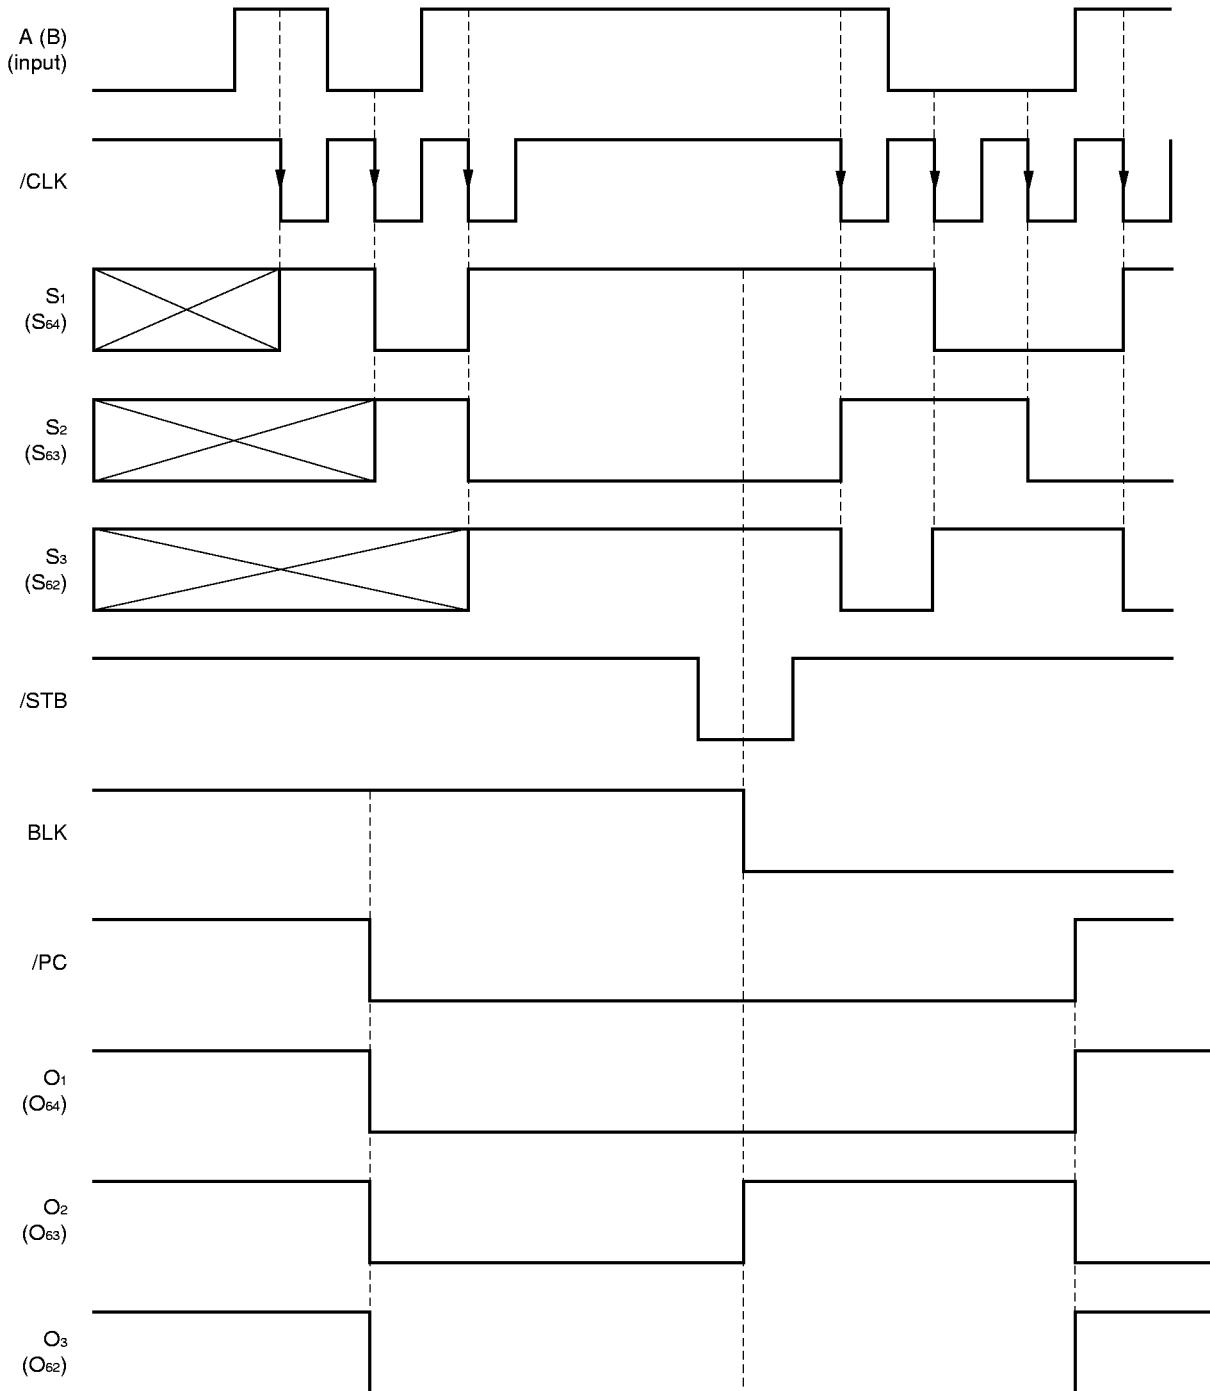 A (B)
(input)
/CLK
S1
(S64)
S2
(S63)
S3
(S62)
/STB
BLK
/PC
O1
(O64)
O2
(O63)
O3
(O62)